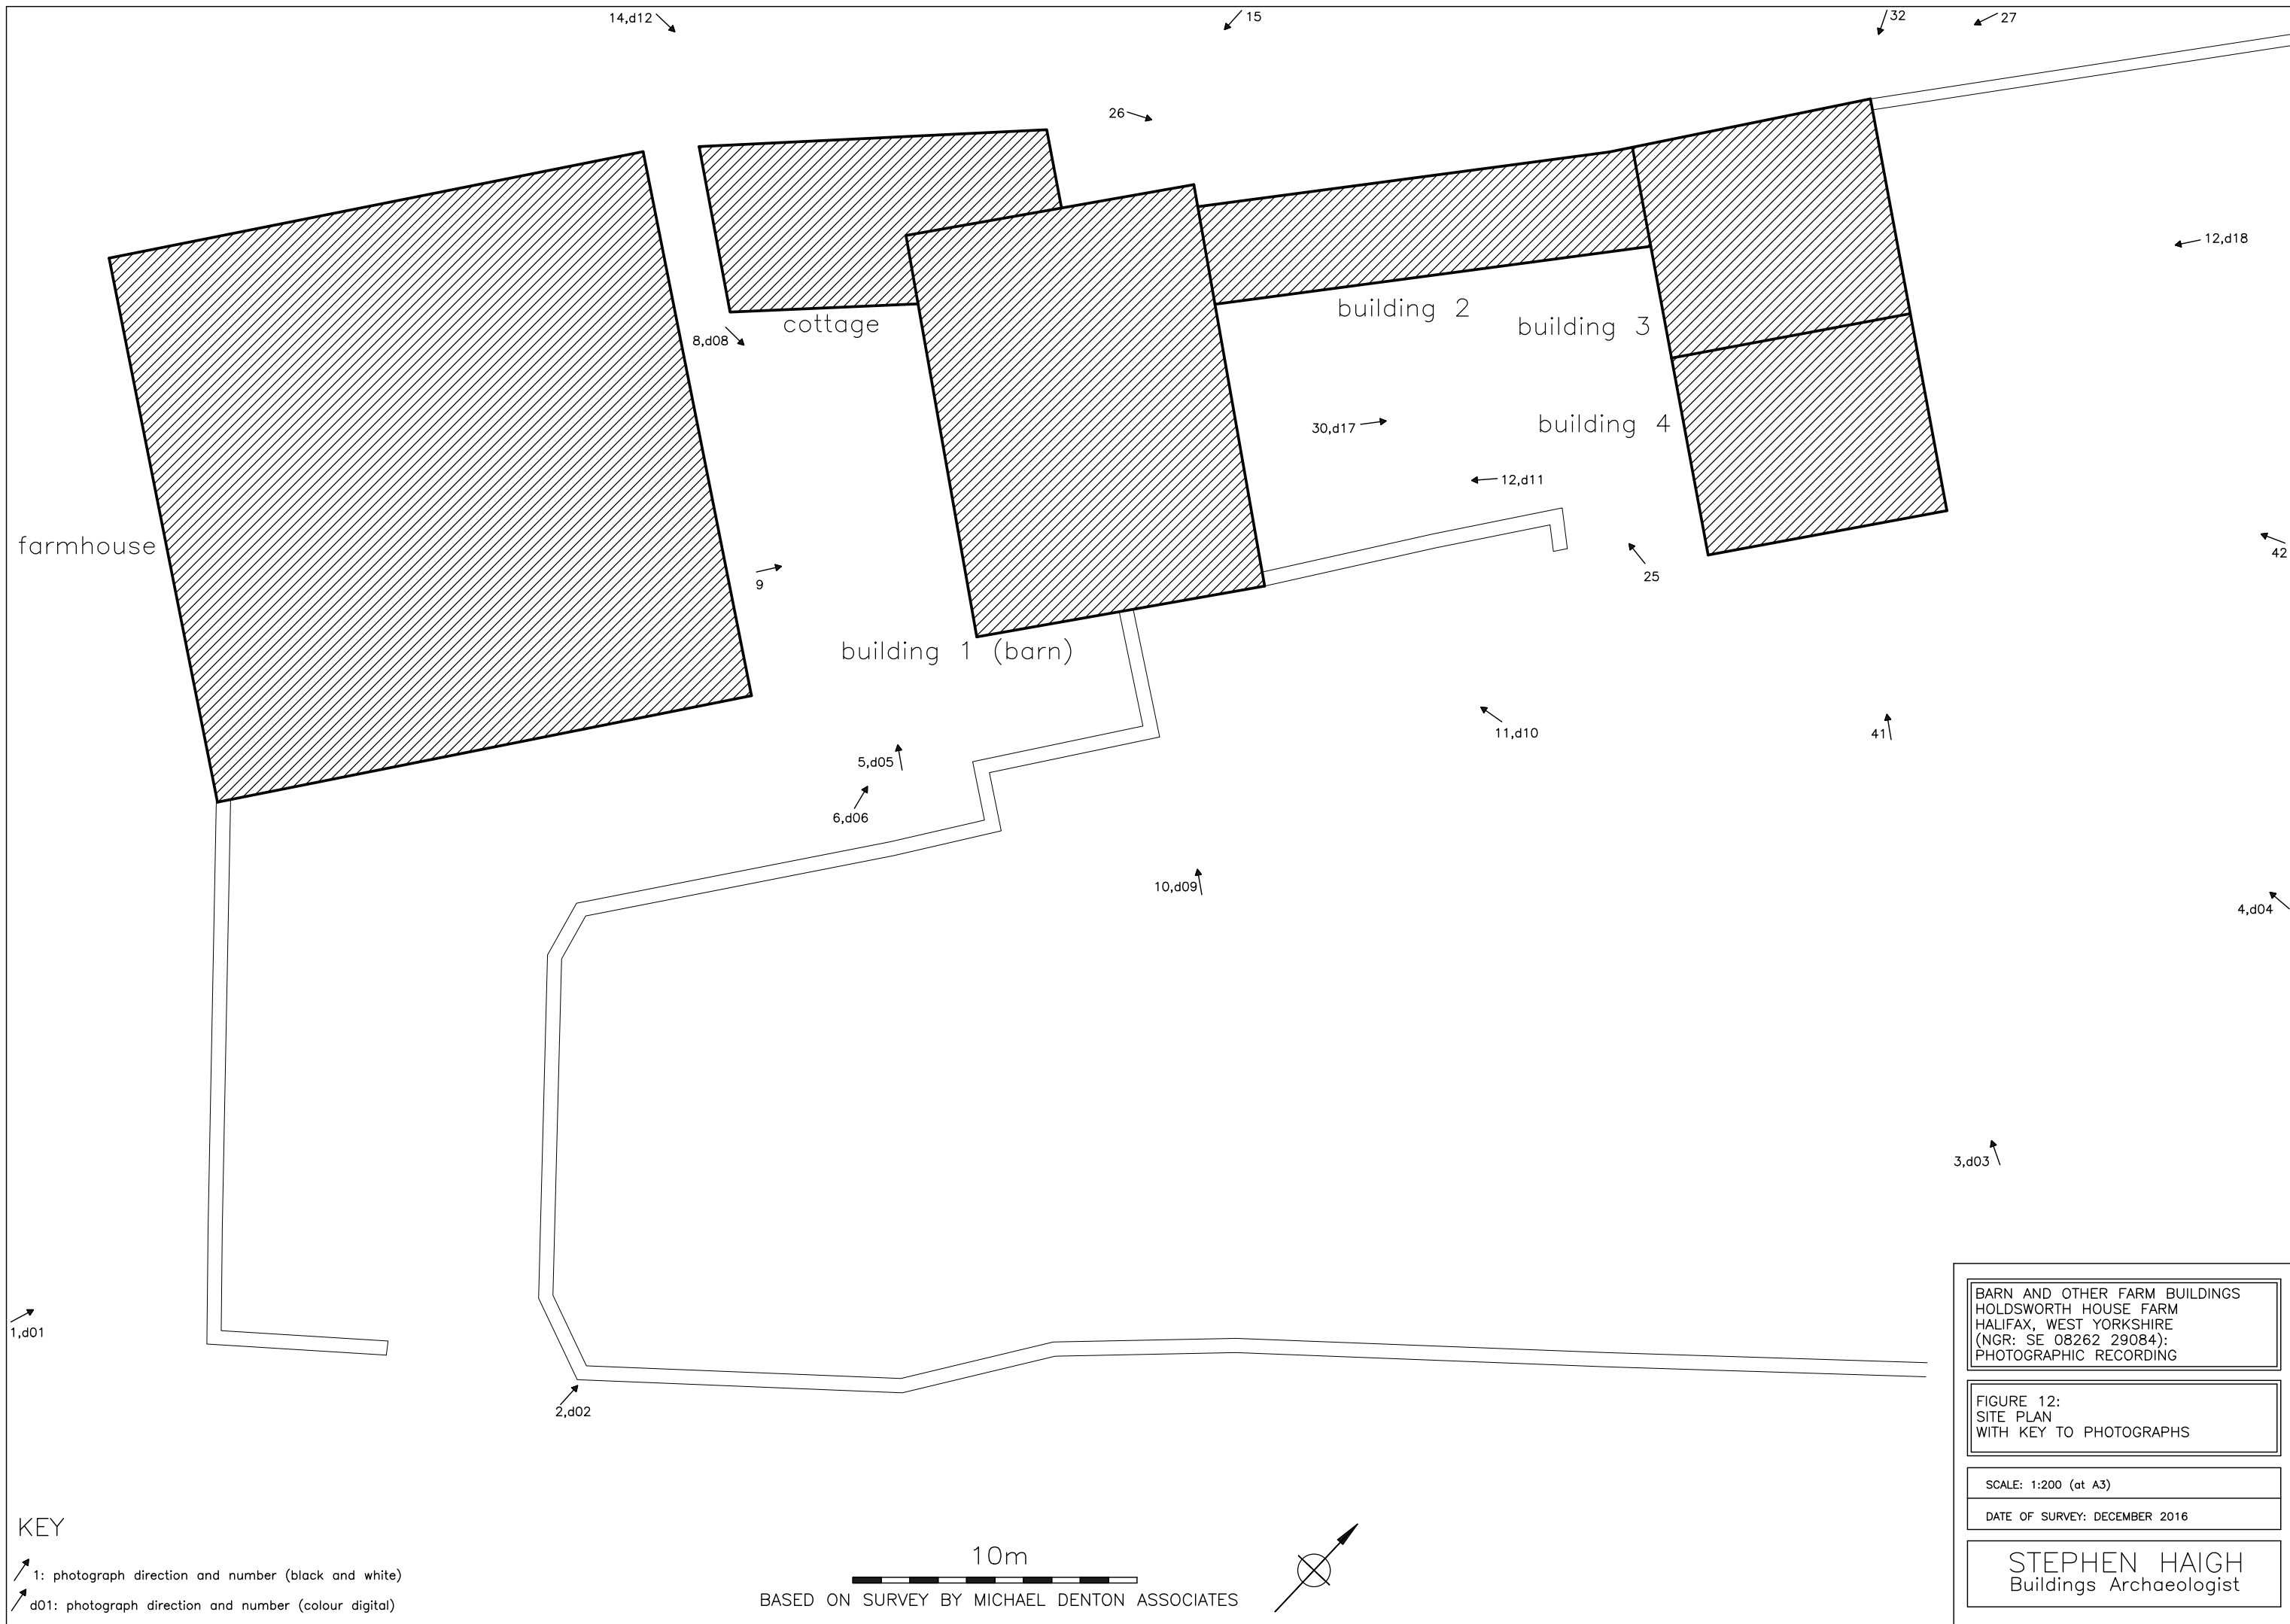 14,d12
15
32
27
26
12,d18
cottage
building 2
building 3
8,d08
building 4
30,d17
12,d11
farmhouse
42
25
9
building 1 (barn)
11,d10
41
5,d05
6,d06
10,d09
4,d04
3,d03
1,d01
2,d02
BARN AND OTHER FARM BUILDINGS
HOLDSWORTH HOUSE FARM
HALIFAX, WEST YORKSHIRE
(NGR: SE 08262 29084):
PHOTOGRAPHIC RECORDING
FIGURE 12:
SITE PLAN
WITH KEY TO PHOTOGRAPHS
SCALE: 1:200 (at A3)
DATE OF SURVEY: DECEMBER 2016
STEPHEN HAIGH
Buildings Archaeologist
KEY
1: photograph direction and number (black and white)
d01: photograph direction and number (colour digital)
10m
BASED ON SURVEY BY MICHAEL DENTON ASSOCIATES